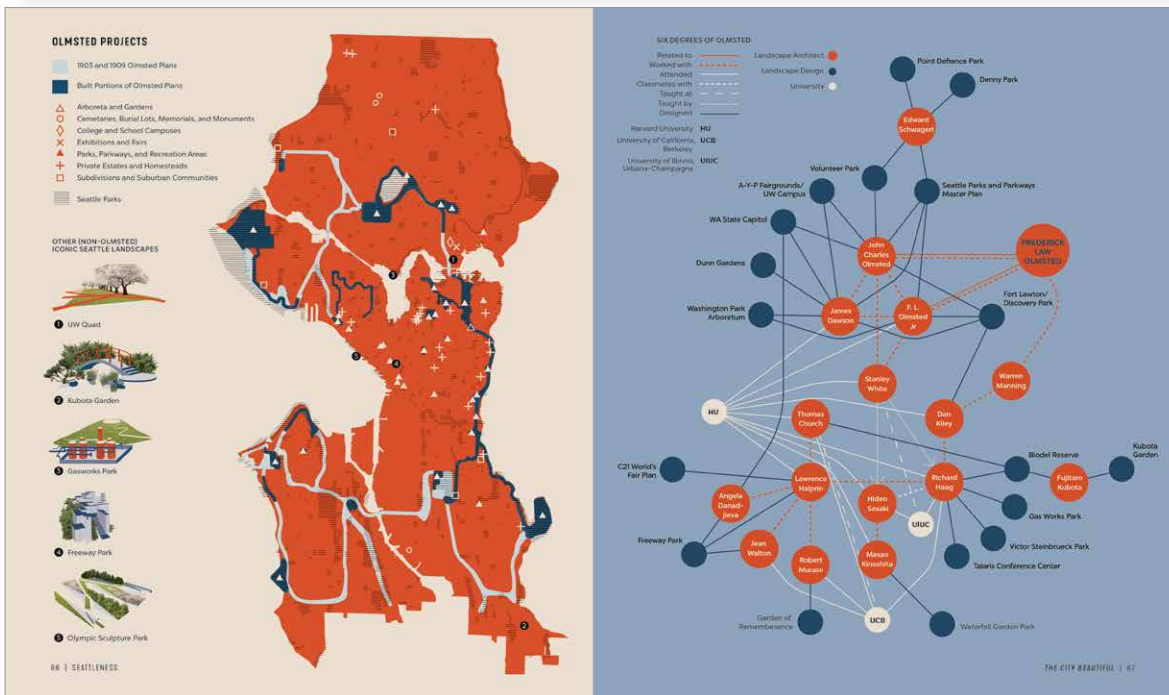 OLMSTED PROJECTS
1903 and 1909 Olmsted Plans
Built Portions of Olmsted Plans
Arboreta and Gardens
Cemetaries, Burial Lots, Memorials, and Monuments
College and School Campuses
Exhibitions and Fairs
Parks, Parkways, and Recreation Areas
Private Estates and Homesteads
Subdivisions and Suburban Communities
Seattle Parks
OTHER (NON-OLMSTED)
ICONIC SEATTLE LANDSCAPES
1 UW Quad
2 Kubota Garden
3 Gasworks Park
4 Freeway Park
5 Olympic Sculpture Park
1
3
5
4
2
66 | SEATTLENESS
SIX DEGREES OF OLMSTED
Related to
Worked with
Attended
Classmates with
Taught at
Taught by
Designed
Landscape Architect
Landscape Design
University
Harvard University HU
University of California, UCB
Berkeley
University of Illinois, UIUC
Urbana-Champagne
Point Defiance Park
Denny Park
Edward
Schwagerl
Volunteer Park
A-Y-P Fairgrounds/
UW Campus
Seattle Parks and Parkways
Master Plan
WA State Capitol
John
Charles
Olmsted
FREDERICK
LAW
OLMSTED
Dunn Gardens
Fort Lawton/
Discovery Park
Washington Park
Arboretum
James
Dawson
F. L.
Olmsted
Jr
Stanley
White
Warren
Manning
HU
Thomas
Church
Dan
Kiley
C21 World's
Fair Plan
Lawrence
Halprin
Richard
Haag
Blodel Reserve
Fujitaro
Kubota
Kubota
Garden
Angela
Danad-
jieva
Hideo
Sasaki
UIUC
Gas Works Park
Freeway Park
Jean
Walton
Robert
Murase
Masao
Kinoshita
Victor Steinbrueck Park
Talaris Conference Center
Garden of
Rememberance
UCB
Waterfall Garden Park
THE CITY BEAUTIFUL | 67